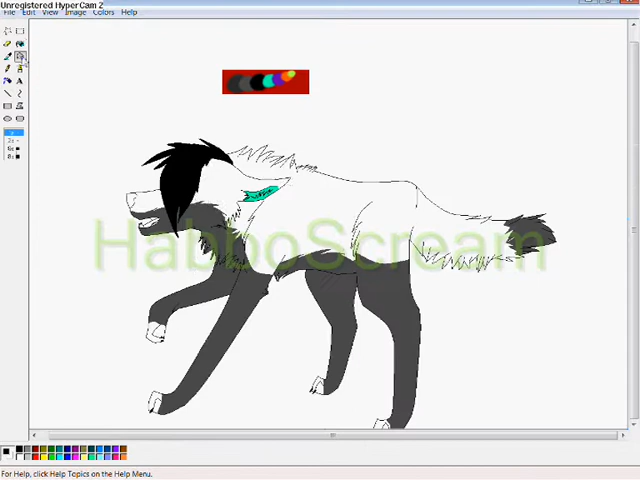 Unregistered HyperCam 2
File Edit View Image Colors Help
HabboScream
For Help, click Help Topics on the Help Menu.